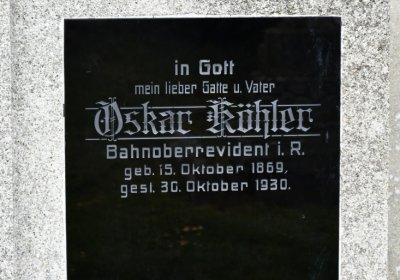 in Gott
mein lieber Gatte u. Vater
Oskar Köhler
Bahnoberrevident i. R.
geb. 15. Oktober 1869,
gest. 30. Oktober 1930.